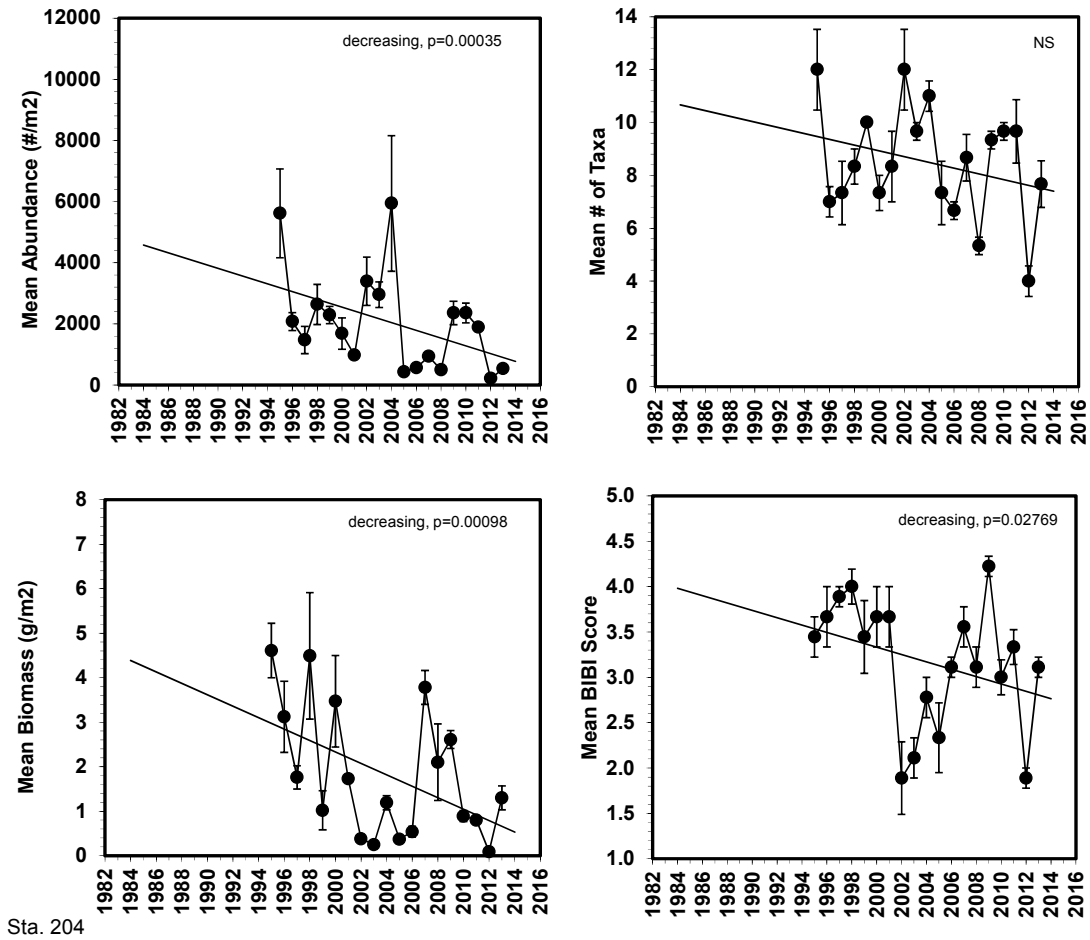 12000
10000
8000
6000
4000
2000
0
Mean Abundance (#/m2)
decreasing, p=0.00035
1982 1984 1986 1988 1990 1992 1994 1996 1998 2000 2002 2004 2006 2008 2010 2012 2014 2016
14
12
10
8
6
4
2
0
Mean # of Taxa
NS
1982 1984 1986 1988 1990 1992 1994 1996 1998 2000 2002 2004 2006 2008 2010 2012 2014 2016
8
7
6
5
4
3
2
1
0
Mean Biomass (g/m2)
decreasing, p=0.00098
1982 1984 1986 1988 1990 1992 1994 1996 1998 2000 2002 2004 2006 2008 2010 2012 2014 2016
5.0
4.5
4.0
3.5
3.0
2.5
2.0
1.5
1.0
Mean BIBI Score
decreasing, p=0.02769
1982 1984 1986 1988 1990 1992 1994 1996 1998 2000 2002 2004 2006 2008 2010 2012 2014 2016
Sta. 204